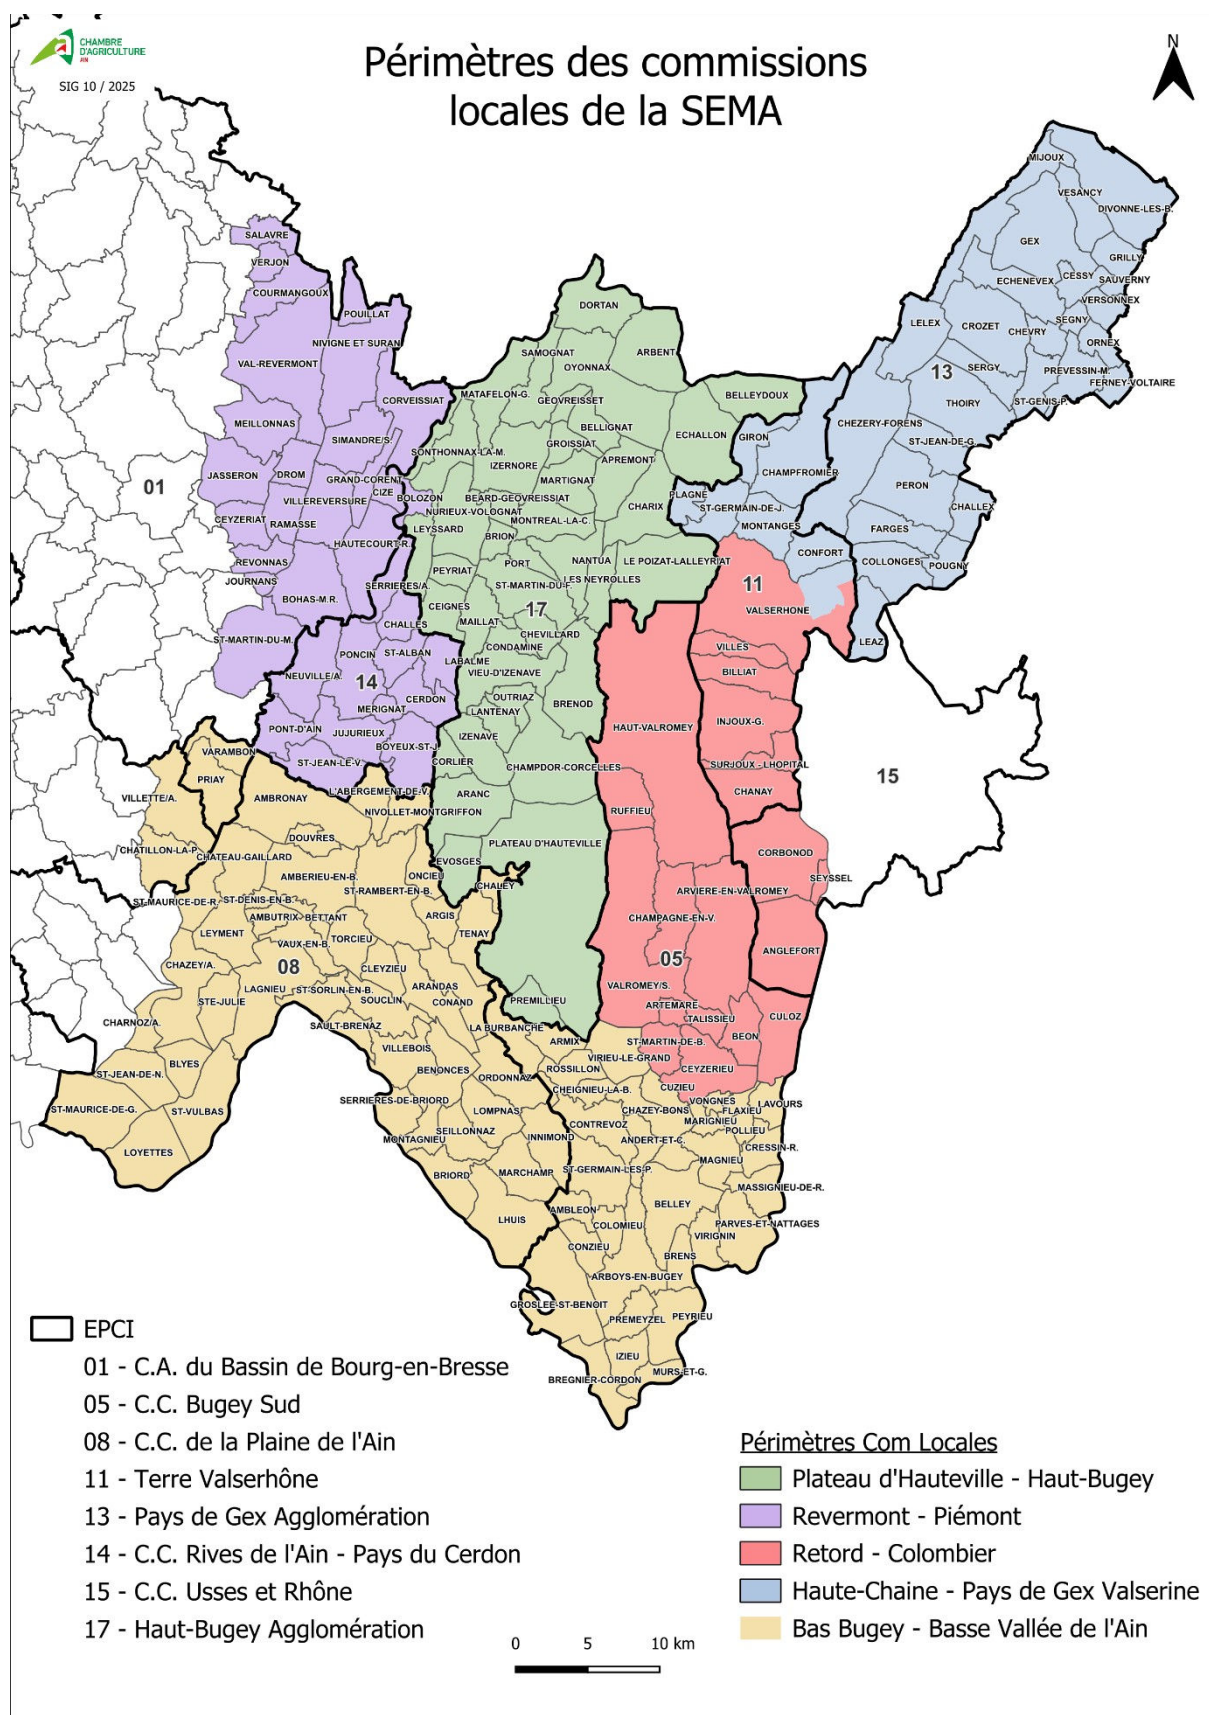 CHAMBRE
D'AGRICULTURE
AIN
SIG 10 / 2025
Périmètres des commissions
locales de la SEMA
N
MIJOUX
VESANCY
DIVONNE-LES-B.
GEX
GRILLY
ECHENEVEX
CESSY
SAUVERNY
VERSONNEX
LELEX
CROZET
CHEVRY
SEGNY
ORNEX
SERGY
13
PREVESSIN-M.
FERNEY-VOLTAIRE
THOIRY
ST-GENIS-P.
CHEZERY-FORENS
ST-JEAN-DE-G.
PERON
CHALLEX
FARGES
COLLONGES
POUGNY
LEAZ
GIRON
CHAMPFROMIER
PLAGNE
ST-GERMAIN-DE-J.
MONTANGES
CONFORT
SALAVRE
VERJON
COURMANGOUX
POUILLAT
NIVIGNE ET SURAN
VAL-REVERMONT
CORVEISSIAT
MEILLONNAS
SIMANDRE/S.
JASSERON
DROM
GRAND-CORENT
CIZE
BOLOZON
01
VILLEREVERSURE
CEYZERIAT
RAMASSE
HAUTECOURT-R.
REVONNAS
JOURNANS
BOHAS-M.R.
SERRIERES/A.
ST-MARTIN-DU-M.
CHALLES
PONCIN
ST-ALBAN
NEUVILLE/A.
14
LABALME
CERDON
MERIGNAT
PONT-D'AIN
JUJURIEUX
BOYEUX-ST-J.
ST-JEAN-LE-V.
DORTAN
SAMOGNAT
OYONNAX
ARBENT
MATAFELON-G.
GEOVREISSET
BELLEYDOUX
BELLIGNAT
ECHALLON
GROISSIAT
SONTHONNAX-LA-M.
IZERNORE
APREMONT
MARTIGNAT
BEARD-GEOVREISSIAT
NURIEUX-VOLOGNAT
CHARIX
MONTREAL-LA-C.
LEYSSARD
BRION
PORT
NANTUA
LE POIZAT-LALLEYRIAT
PEYRIAT
ST-MARTIN-DU-F.
LES NEYROLLES
CEIGNES
17
MAILLAT
CHEVILLARD
CONDAMINE
VIEU-D'IZENAVE
OUTRIAZ
BRENOD
LANTENAY
IZENAVE
CORLIER
CHAMPDOR-CORCELLES
ARANC
PLATEAU D'HAUTEVILLE
EVOSGES
PREMILLIEU
11
VALSERHONE
VILLES
BILLIAT
INJOUX-G.
SURJOUX - LHOPITAL
CHANAY
15
HAUT-VALROMEY
RUFFIEU
CORBONOD
SEYSSEL
ARVIERE-EN-VALROMEY
CHAMPAGNE-EN-V.
ANGLEFORT
05
VALROMEY/S.
ARTEMARE
TALISSIEU
CULOZ
BEON
ST-MARTIN-DE-B.
CEYZERIEU
CUZIEU
VONGNES
VARAMBON
PRIAY
VILLETTE/A.
AMBRONAY
L'ABERGEMENT-DE-V.
NIVOLLET-MONTGRIFFON
DOUVRES
CHATILLON-LA-P.
CHATEAU-GAILLARD
AMBERIEU-EN-B.
ONCIEU
CHALEY
ST-RAMBERT-EN-B.
ST-MAURICE-DE-R.
ST-DENIS-EN-B.
AMBUTRIX
BETTANT
ARGIS
LEYMENT
TORCIEU
TENAY
VAUX-EN-B.
CHAZEY/A.
08
CLEYZIEU
ARANDAS
LAGNIEU
ST-SORLIN-EN-B.
SOUCLIN
CONAND
STE-JULIE
CHARNOZ/A.
SAULT-BRENAZ
LA BURBANCHE
ARMIX
VILLEBOIS
VIRIEU-LE-GRAND
BLYES
ROSSILLON
ST-JEAN-DE-N.
BENONCES
ORDONNAZ
CHEIGNIEU-LA-B.
LAVOURS
SERRIERES-DE-BRIORD
ST-MAURICE-DE-G.
ST-VULBAS
LOMPNAS
CHAZEY-BONS
FLAXIEU
MARIGNIEU
CONTREVOZ
POLLIEU
SEILLONNAZ
MONTAGNIEU
INNIMOND
ANDERT-ET-C.
CRESSIN-R.
LOYETTES
MAGNIEU
BRIORD
MARCHAMP
ST-GERMAIN-LES-P.
MASSIGNIEU-DE-R.
BELLEY
AMBLEON
LHUIS
COLOMIEU
PARVES-ET-NATTAGES
VIRIGNIN
CONZIEU
BRENS
ARBOYS-EN-BUGEY
GROSLEE-ST-BENOIT
PREMEYZEL
PEYRIEU
IZIEU
MURS-ET-G.
BREGNIER-CORDON
EPCI
01 - C.A. du Bassin de Bourg-en-Bresse
05 - C.C. Bugey Sud
08 - C.C. de la Plaine de l'Ain
11 - Terre Valserhône
13 - Pays de Gex Agglomération
14 - C.C. Rives de l'Ain - Pays du Cerdon
15 - C.C. Usses et Rhône
17 - Haut-Bugey Agglomération
Périmètres Com Locales
Plateau d'Hauteville - Haut-Bugey
Revermont - Piémont
Retord - Colombier
Haute-Chaine - Pays de Gex Valserine
Bas Bugey - Basse Vallée de l'Ain
0 5 10 km